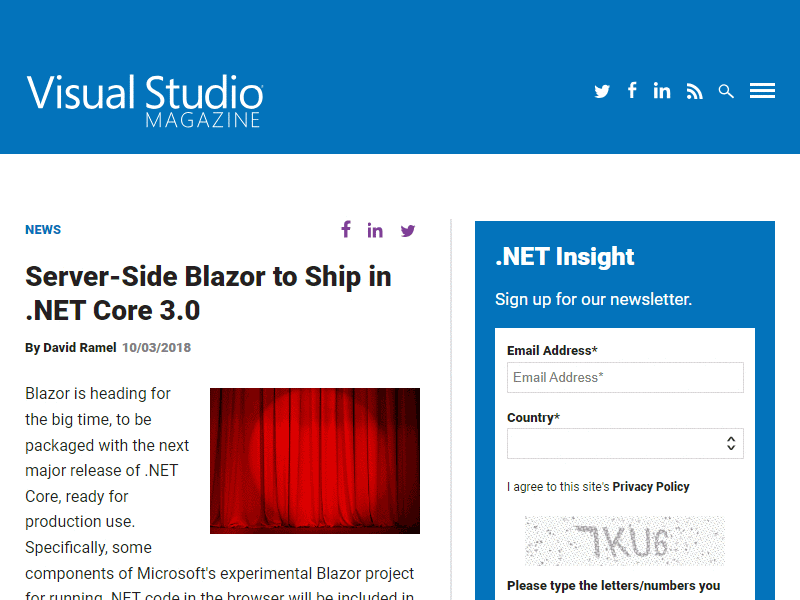 Visual Studio
MAGAZINE
NEWS
Server-Side Blazor to Ship in
.NET Core 3.0
By David Ramel 10/03/2018
Blazor is heading for
the big time, to be
packaged with the next
major release of .NET
Core, ready for
production use.
Specifically, some
components of Microsoft's experimental Blazor project
for running .NET code in the browser will be included in
.NET Insight
Sign up for our newsletter.
Email Address*
Email Address*
Country*
I agree to this site's Privacy Policy
7KU6
Please type the letters/numbers you